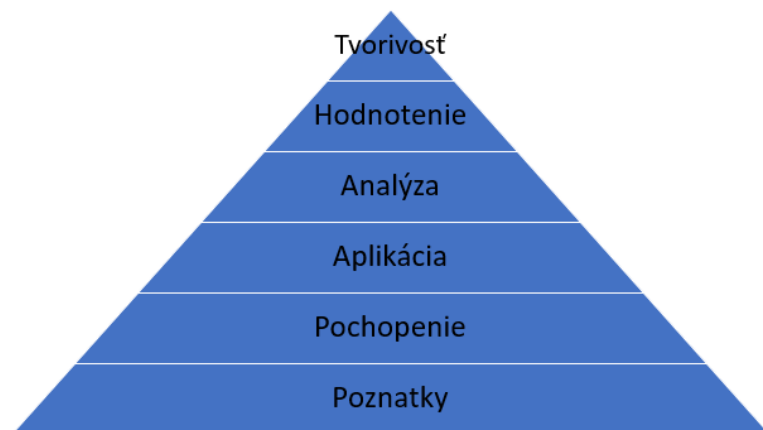 Tvorivosť
Hodnotenie
Analýza
Aplikácia
Pochopenie
Poznatky